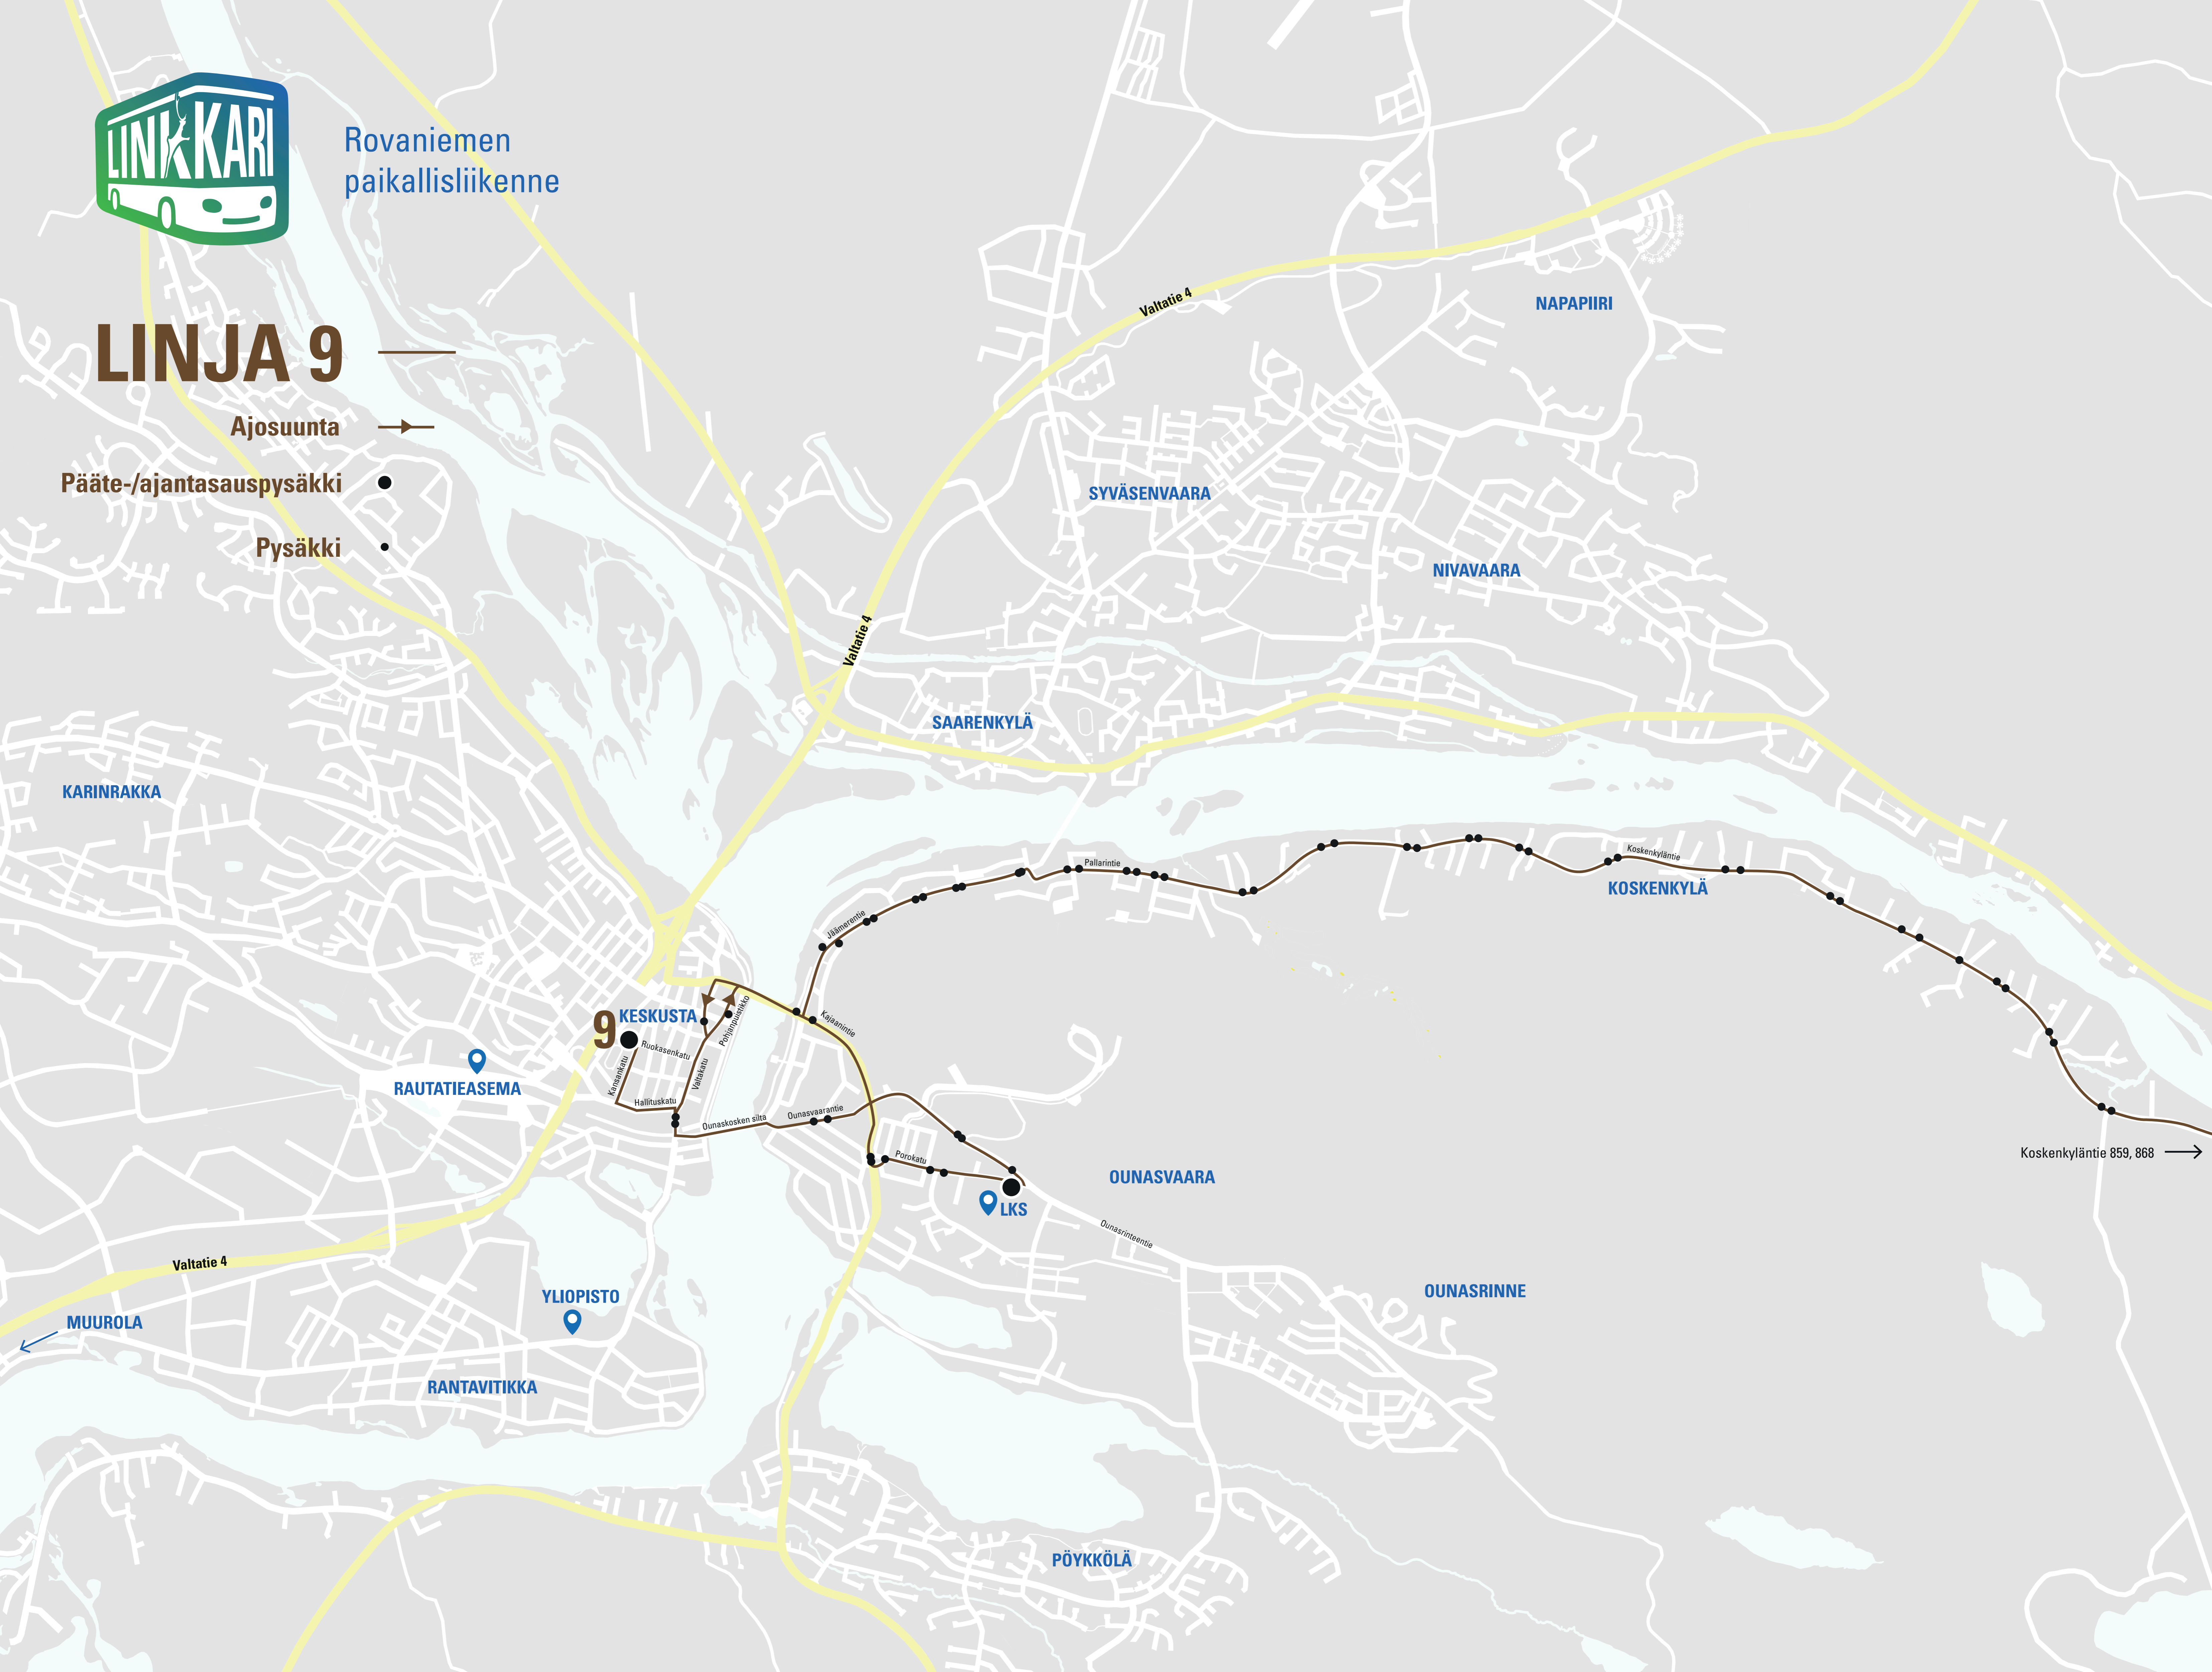 LINKKARI
Rovaniemen
paikallisliikenne
LINJA 9
Ajosuunta
Pääte-/ajantasauspysäkki
Pysäkki
Valtatie 4
NAPAPIIRI
SYVÄSENVAARA
NIVAVAARA
Valtatie 4
SAARENKYLÄ
KARINRAKKA
Pallarintie
Koskenkyläntie
KOSKENKYLÄ
Jäämerentie
9
KESKUSTA
Pohjanpuistikko
Kajaanintie
Ruokasenkatu
Kansankatu
Valtakatu
RAUTATIEASEMA
Hallituskatu
Ounaskosken silta
Ounasvaarantie
Porokatu
Koskenkyläntie 859, 868
OUNASVAARA
LKS
Ounasrinteentie
Valtatie 4
OUNASRINNE
YLIOPISTO
MUUROLA
RANTAVITIKKA
PÖYKKÖLÄ